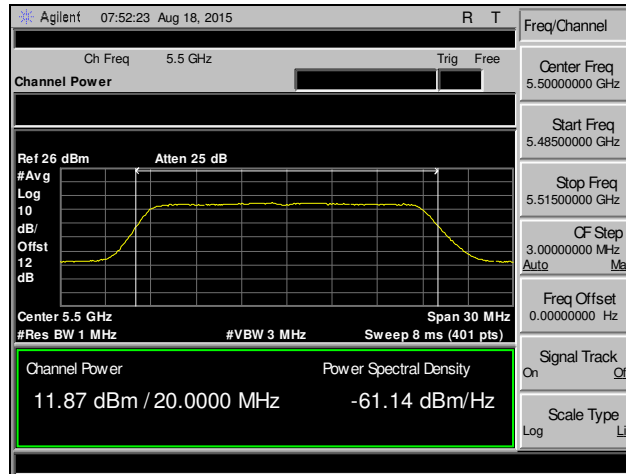 Agilent 07:52:23 Aug 18, 2015 R T
Freq/Channel
Ch Freq 5.5 GHz Trig Free
Channel Power
Center Freq
5.50000000 GHz
Start Freq
5.48500000 GHz
Stop Freq
5.51500000 GHz
CF Step
3.00000000 MHz
Auto Ma
Freq Offset
0.00000000 Hz
Signal Track
On Of
Scale Type
Log Li
Ref 26 dBm Atten 25 dB
#Avg
Log
10
dB/
Offst
12
dB
Center 5.5 GHz Span 30 MHz
#Res BW 1 MHz #VBW 3 MHz Sweep 8 ms (401 pts)
Channel Power Power Spectral Density
11.87 dBm / 20.0000 MHz -61.14 dBm/Hz